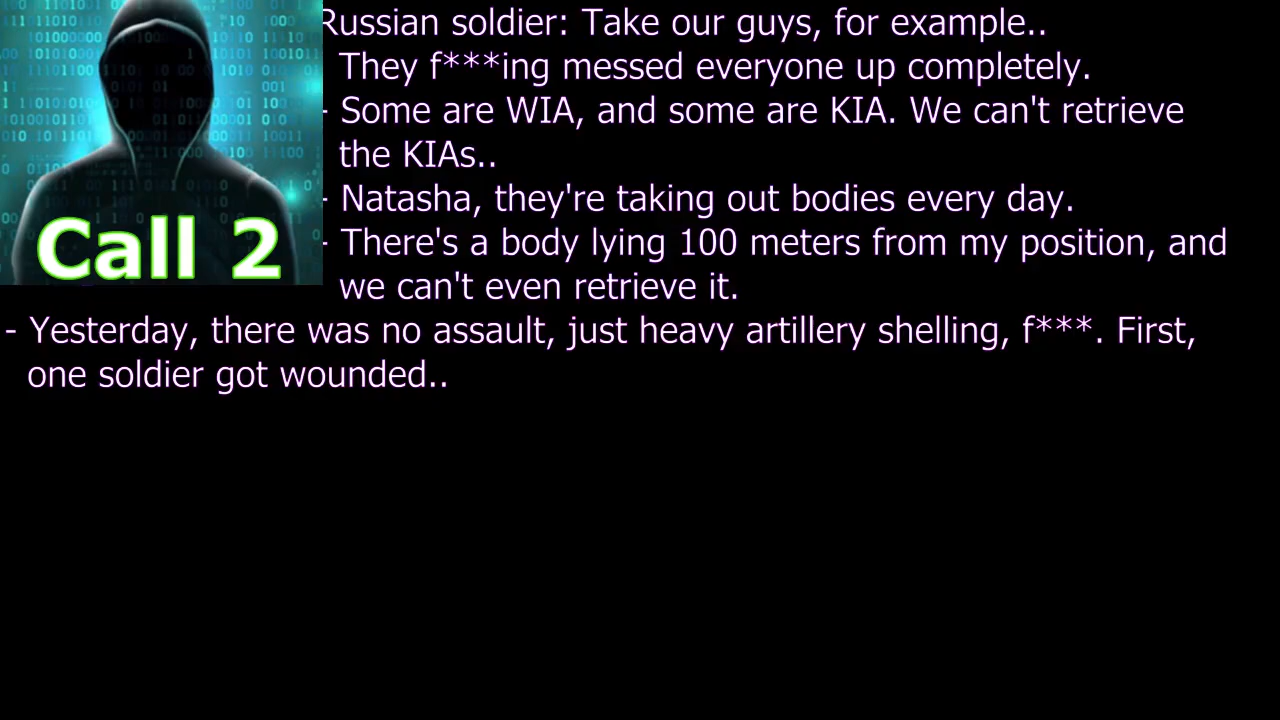 Russian soldier: Take our guys, for example..
They f***ing messed everyone up completely.
- Some are WIA, and some are KIA. We can't retrieve
the KIAs..
- Natasha, they're taking out bodies every day.
- There's a body lying 100 meters from my position, and
we can't even retrieve it.
Call 2
- Yesterday, there was no assault, just heavy artillery shelling, f***. First,
one soldier got wounded..